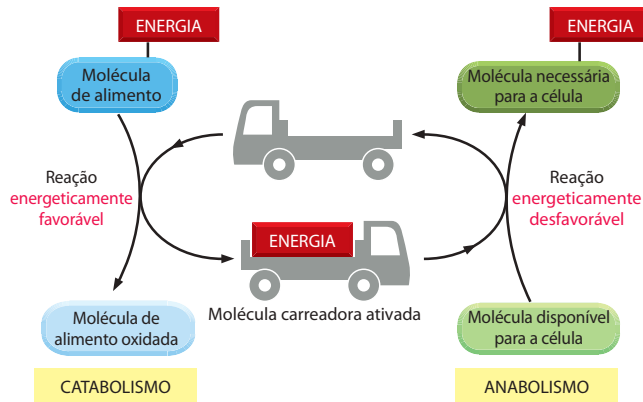 ENERGIA
Molécula
de alimento
Reação
energeticamente
favorável
Molécula de
alimento oxidada
CATABOLISMO
ENERGIA
Molécula carreadora ativada
ENERGIA
Molécula necessária
para a célula
Reação
energeticamente
desfavorável
Molécula disponível
para a célula
ANABOLISMO